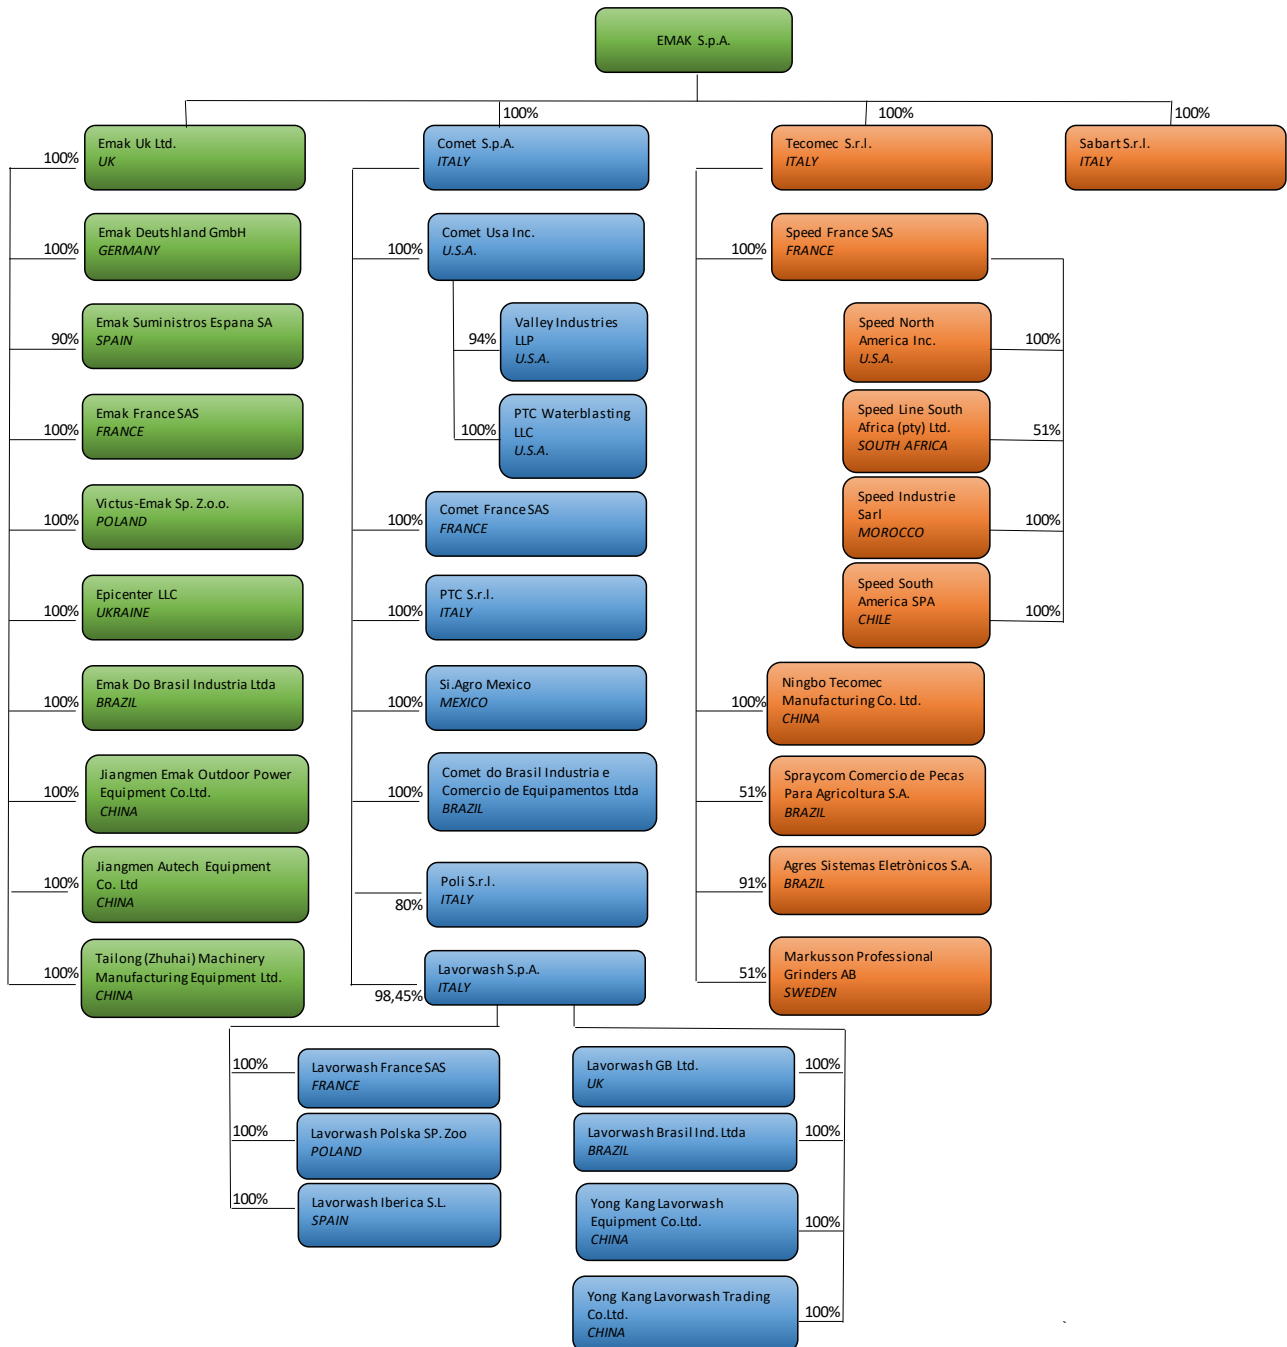 EMAK S.p.A.
100%
100%
100%
Emak Uk Ltd.
UK
100%
Comet S.p.A.
ITALY
Tecomec S.r.l.
ITALY
Sabart S.r.l.
ITALY
Emak Deutshland GmbH
GERMANY
100%
Comet Usa Inc.
U.S.A.
100%
Speed France SAS
FRANCE
100%
Emak Suministros Espana SA
SPAIN
90%
Valley Industries
LLP
U.S.A.
94%
Speed North
America Inc.
U.S.A.
100%
Emak France SAS
FRANCE
100%
PTC Waterblasting
LLC
U.S.A.
100%
Speed Line South
Africa (pty) Ltd.
SOUTH AFRICA
51%
Victus-Emak Sp. Z.o.o.
POLAND
100%
Comet France SAS
FRANCE
100%
Speed Industrie
Sarl
MOROCCO
100%
Epicenter LLC
UKRAINE
100%
PTC S.r.l.
ITALY
100%
Speed South
America SPA
CHILE
100%
Emak Do Brasil Industria Ltda
BRAZIL
100%
Si.Agro Mexico
MEXICO
100%
Ningbo Tecomec
Manufacturing Co. Ltd.
CHINA
100%
Jiangmen Emak Outdoor Power
Equipment Co.Ltd.
CHINA
100%
Comet do Brasil Industria e
Comercio de Equipamentos Ltda
BRAZIL
100%
Spraycom Comercio de Pecas
Para Agricoltura S.A.
BRAZIL
51%
Jiangmen Autech Equipment
Co. Ltd
CHINA
100%
Poli S.r.l.
ITALY
80%
Agres Sistemas Eletrònicos S.A.
BRAZIL
91%
Tailong (Zhuhai) Machinery
Manufacturing Equipment Ltd.
CHINA
100%
Lavorwash S.p.A.
ITALY
98,45%
Markusson Professional
Grinders AB
SWEDEN
51%
100%
Lavorwash France SAS
FRANCE
Lavorwash GB Ltd.
UK
100%
100%
Lavorwash Polska SP. Zoo
POLAND
Lavorwash Brasil Ind. Ltda
BRAZIL
100%
100%
Lavorwash Iberica S.L.
SPAIN
Yong Kang Lavorwash
Equipment Co.Ltd.
CHINA
100%
Yong Kang Lavorwash Trading
Co.Ltd.
CHINA
100%